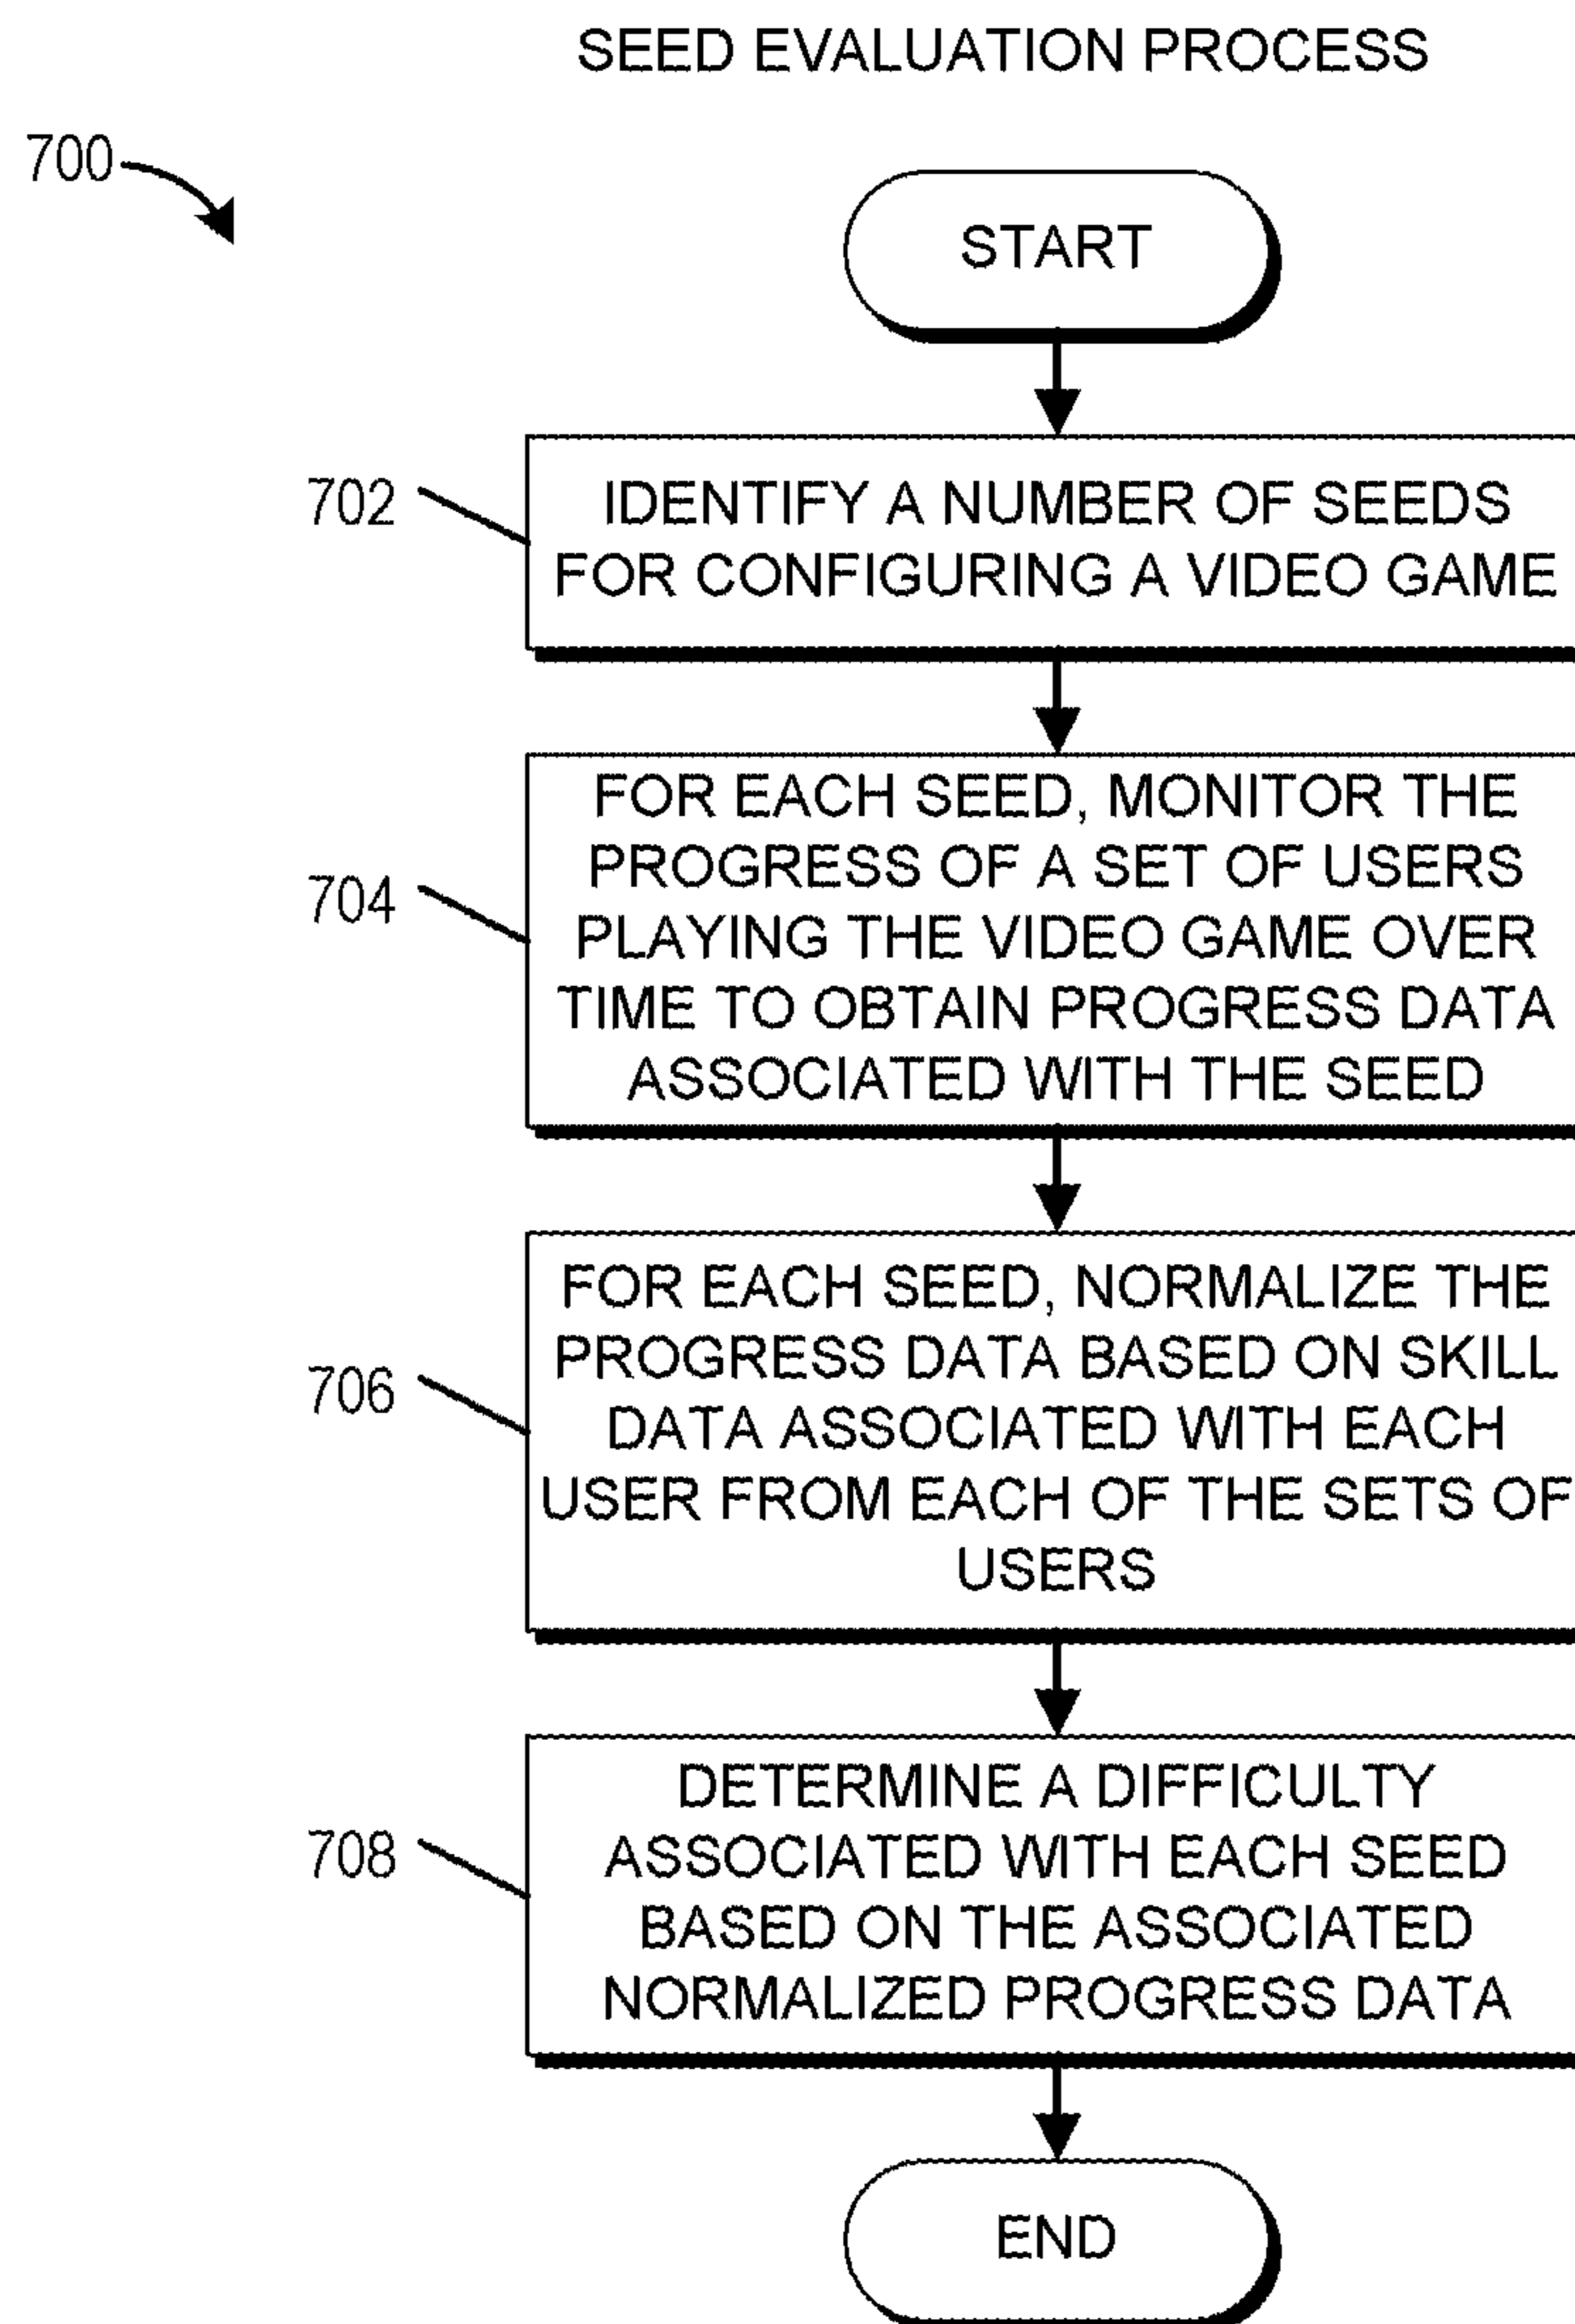 SEED EVALUATION PROCESS
700
START
702
IDENTIFY A NUMBER OF SEEDS
FOR CONFIGURING A VIDEO GAME
704
FOR EACH SEED, MONITOR THE
PROGRESS OF A SET OF USERS
PLAYING THE VIDEO GAME OVER
TIME TO OBTAIN PROGRESS DATA
ASSOCIATED WITH THE SEED
706
FOR EACH SEED, NORMALIZE THE
PROGRESS DATA BASED ON SKILL
DATA ASSOCIATED WITH EACH
USER FROM EACH OF THE SETS OF
USERS
708
DETERMINE A DIFFICULTY
ASSOCIATED WITH EACH SEED
BASED ON THE ASSOCIATED
NORMALIZED PROGRESS DATA
END